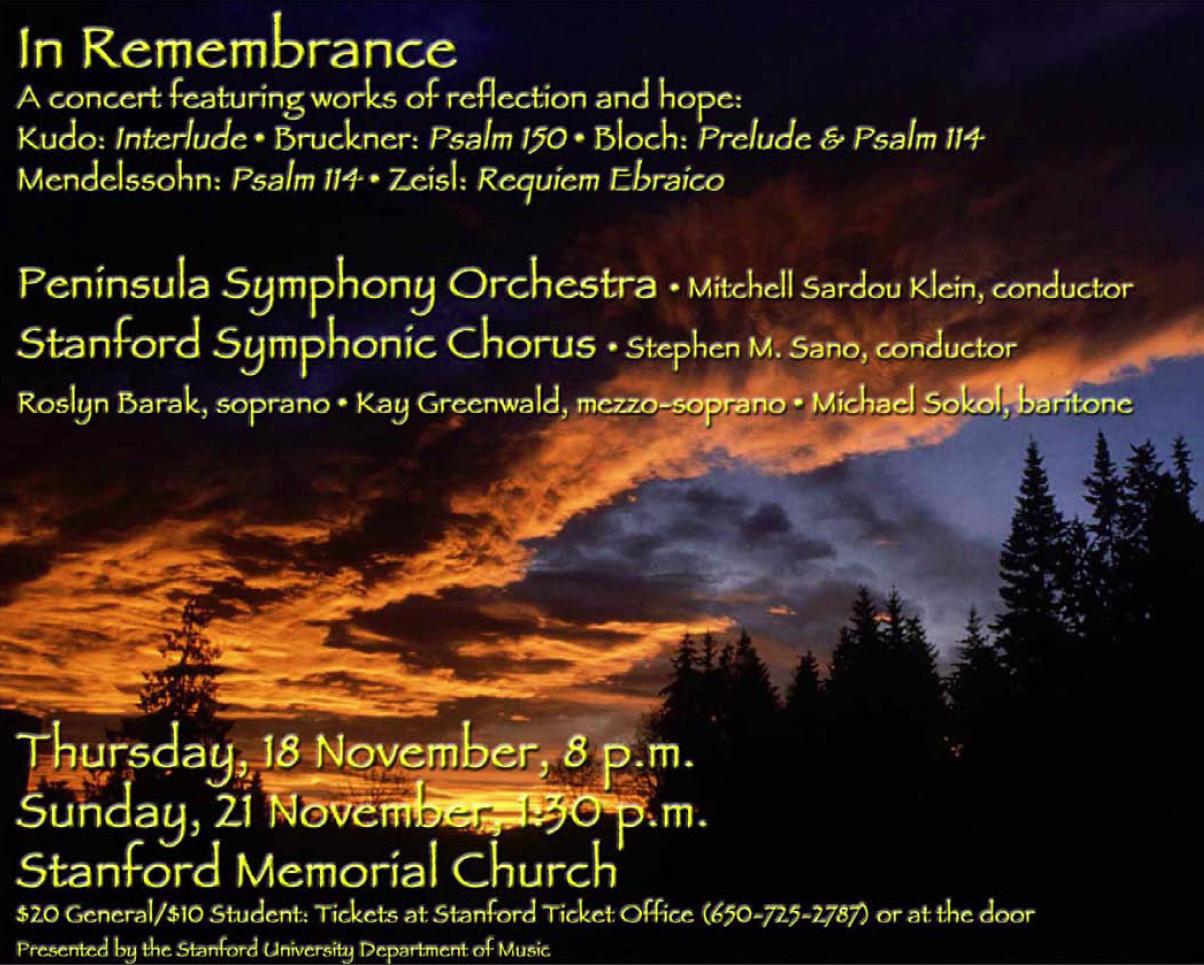 In Remembrance
A concert featuring works of reflection and hope:
Kudo: Interlude • Bruckner: Psalm 150 • Bloch: Prelude & Psalm 114
Mendelssohn: Psalm 114 • Zeisl: Requiem Ebraico
Peninsula Symphony Orchestra • Mitchell Sardou Klein, conductor
Stanford Symphonic Chorus • Stephen M. Sano, conductor
Roslyn Barak, soprano • Kay Greenwald, mezzo-soprano • Michael Sokol, baritone
Thursday, 18 November, 8 p.m.
Sunday, 21 November, 1:30 p.m.
Stanford Memorial Church
$20 General/$10 Student: Tickets at Stanford Ticket Office (650-725-2787) or at the door
Presented by the Stanford University Department of Music